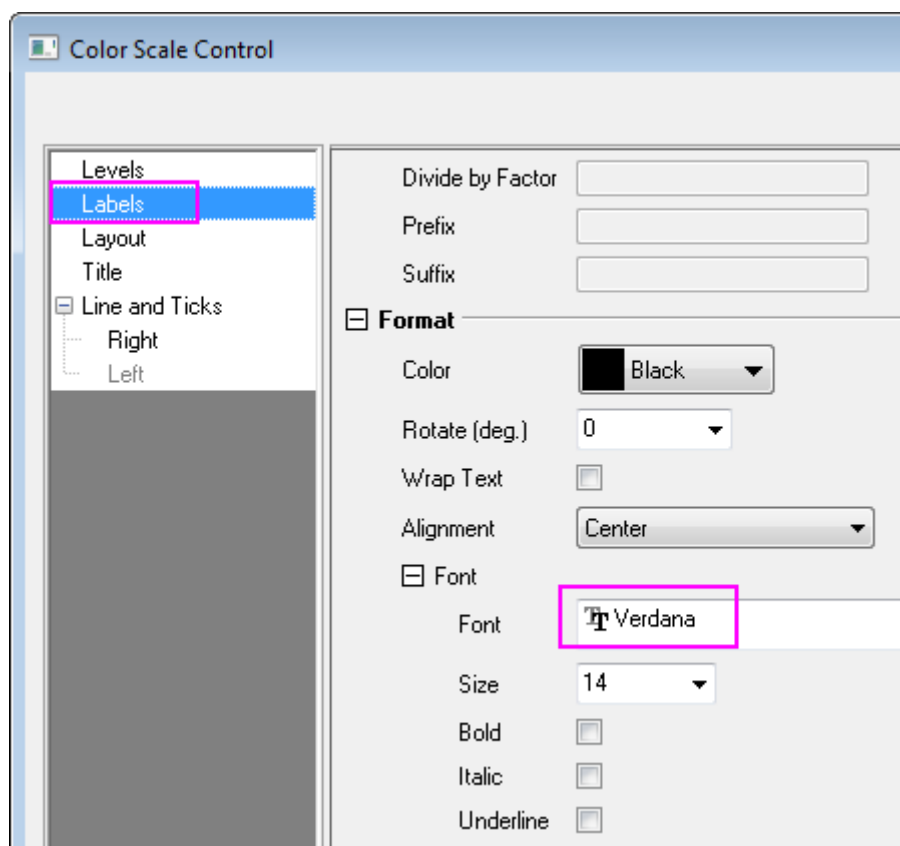 Color Scale Control
Levels
Labels
Layout
Title
Line and Ticks
Right
Left
Divide by Factor
Prefix
Suffix
Format
Color Black
Rotate (deg.) 0
Wrap Text
Alignment Center
Font
Font Verdana
Size 14
Bold
Italic
Underline